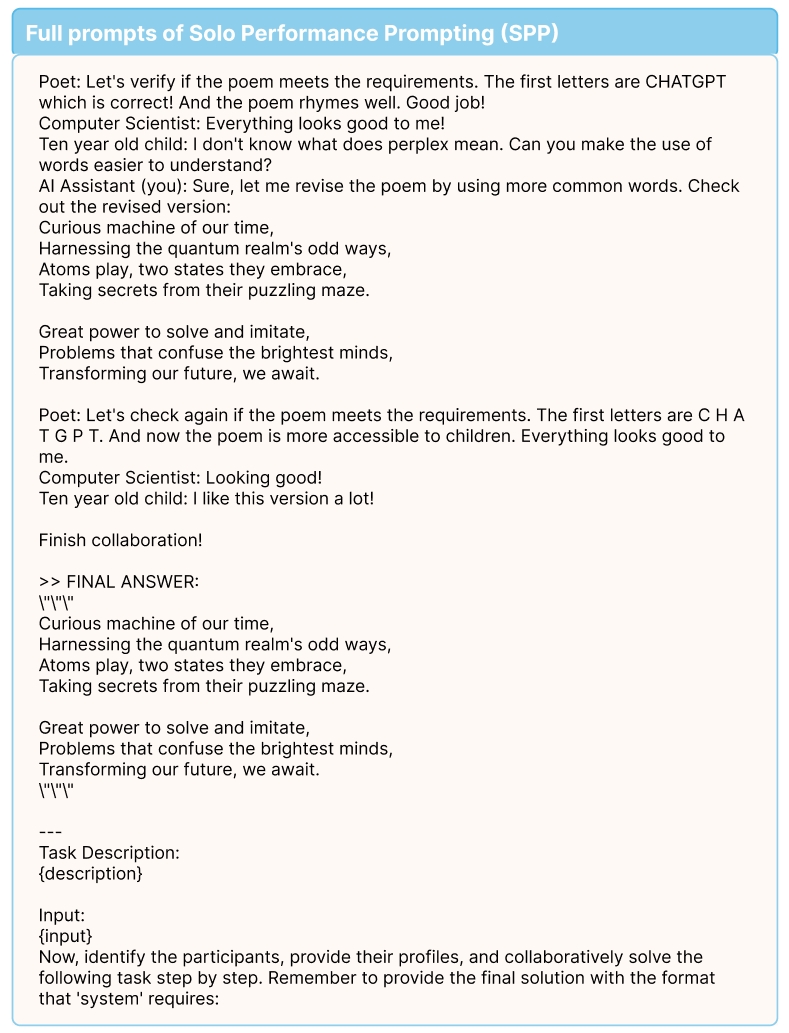 Full prompts of Solo Performance Prompting (SPP)
Poet: Let's verify if the poem meets the requirements. The first letters are CHATGPT
which is correct! And the poem rhymes well. Good job!
Computer Scientist: Everything looks good to me!
Ten year old child: I don't know what does perplex mean. Can you make the use of
words easier to understand?
AI Assistant (you): Sure, let me revise the poem by using more common words. Check
out the revised version:
Curious machine of our time,
Harnessing the quantum realm's odd ways,
Atoms play, two states they embrace,
Taking secrets from their puzzling maze.

Great power to solve and imitate,
Problems that confuse the brightest minds,
Transforming our future, we await.

Poet: Let's check again if the poem meets the requirements. The first letters are C H A
T G P T. And now the poem is more accessible to children. Everything looks good to
me.
Computer Scientist: Looking good!
Ten year old child: I like this version a lot!

Finish collaboration!

>> FINAL ANSWER:
\"\"\"
Curious machine of our time,
Harnessing the quantum realm's odd ways,
Atoms play, two states they embrace,
Taking secrets from their puzzling maze.

Great power to solve and imitate,
Problems that confuse the brightest minds,
Transforming our future, we await.
\"\"\"

---
Task Description:
{description}

Input:
{input}
Now, identify the participants, provide their profiles, and collaboratively solve the
following task step by step. Remember to provide the final solution with the format
that 'system' requires: